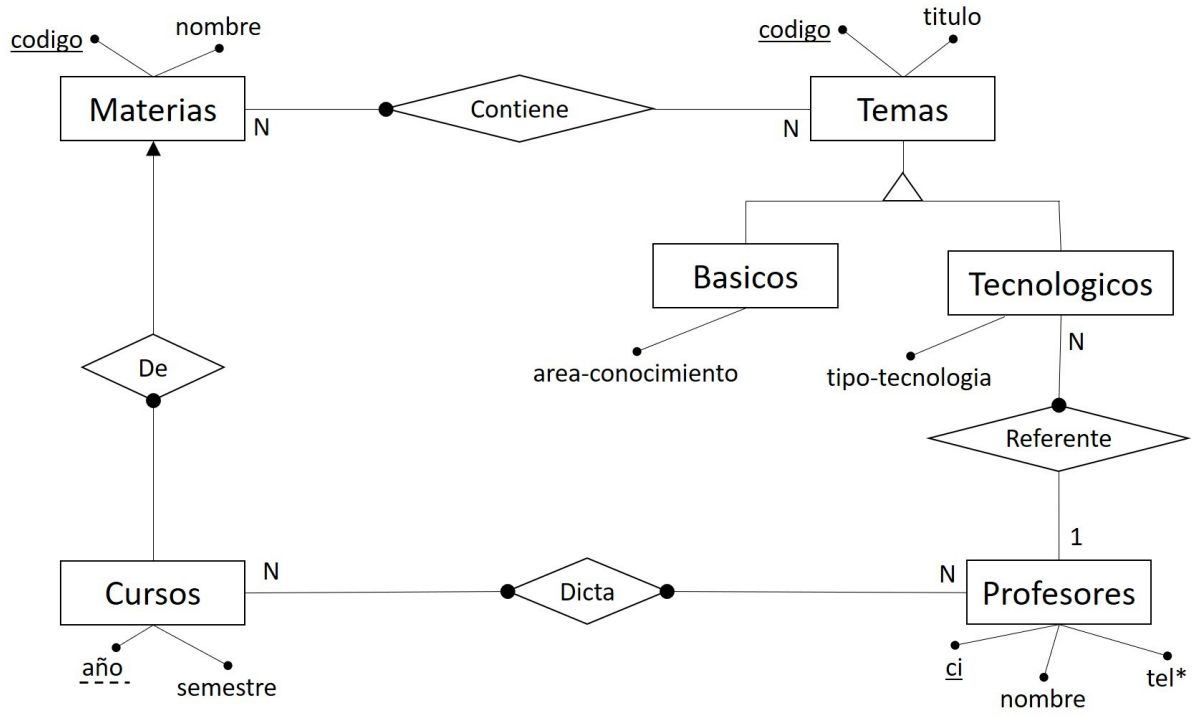 codigo
nombre
codigo
titulo
Materias
N
Contiene
N
Temas
Basicos
Tecnologicos
area-conocimiento
tipo-tecnologia
N
De
Referente
1
Cursos
N
Dicta
N
Profesores
año
semestre
ci
nombre
tel*